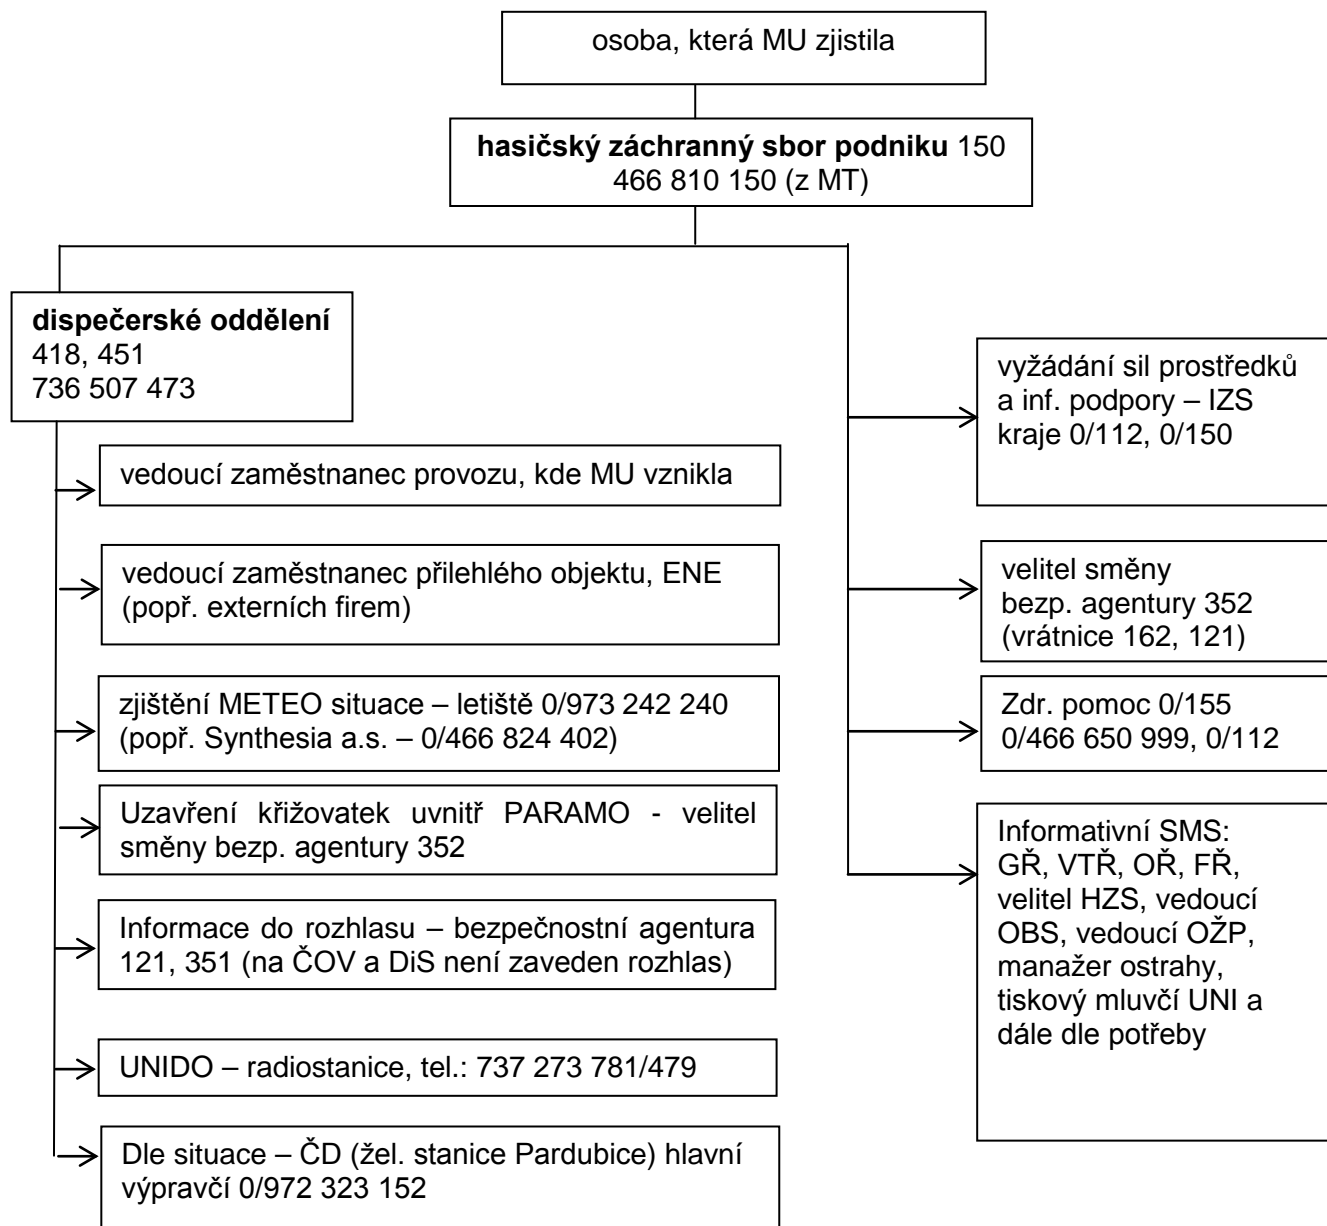 osoba, která MU zjistila
hasičský záchranný sbor podniku 150
466 810 150 (z MT)
dispečerské oddělení
418, 451
736 507 473
vedoucí zaměstnanec provozu, kde MU vznikla
vedoucí zaměstnanec přilehlého objektu, ENE
(popř. externích firem)
zjištění METEO situace – letiště 0/973 242 240
(popř. Synthesia a.s. – 0/466 824 402)
Uzavření křižovatek uvnitř PARAMO - velitel
směny bezp. agentury 352
Informace do rozhlasu – bezpečnostní agentura
121, 351 (na ČOV a DiS není zaveden rozhlas)
UNIDO – radiostanice, tel.: 737 273 781/479
Dle situace – ČD (žel. stanice Pardubice) hlavní
výpravčí 0/972 323 152
vyžádání sil prostředků
a inf. podpory – IZS
kraje 0/112, 0/150
velitel směny
bezp. agentury 352
(vrátnice 162, 121)
Zdr. pomoc 0/155
0/466 650 999, 0/112
Informativní SMS:
GŘ, VTŘ, OŘ, FŘ,
velitel HZS, vedoucí
OBS, vedoucí OŽP,
manažer ostrahy,
tiskový mluvčí UNI a
dále dle potřeby